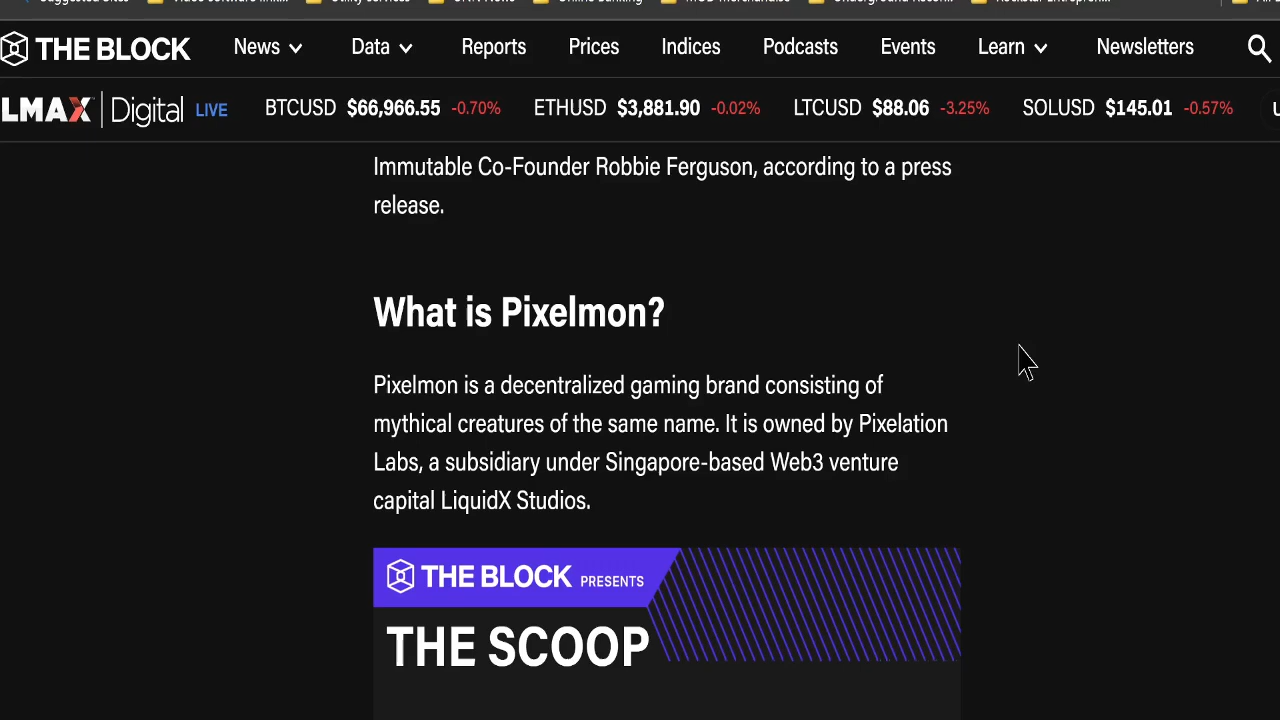 THE BLOCK News Data Reports Prices Indices Podcasts Events Learn Newsletters
LMAX Digital LIVE BTCUSD $66,966.55 -0.70% ETHUSD $3,881.90 -0.02% LTCUSD $88.06 -3.25% SOLUSD $145.01 -0.57%
Immutable Co-Founder Robbie Ferguson, according to a press
release.
What is Pixelmon?
Pixelmon is a decentralized gaming brand consisting of
mythical creatures of the same name. It is owned by Pixelation
Labs, a subsidiary under Singapore-based Web3 venture
capital LiquidX Studios.
THE BLOCK PRESENTS
THE SCOOP